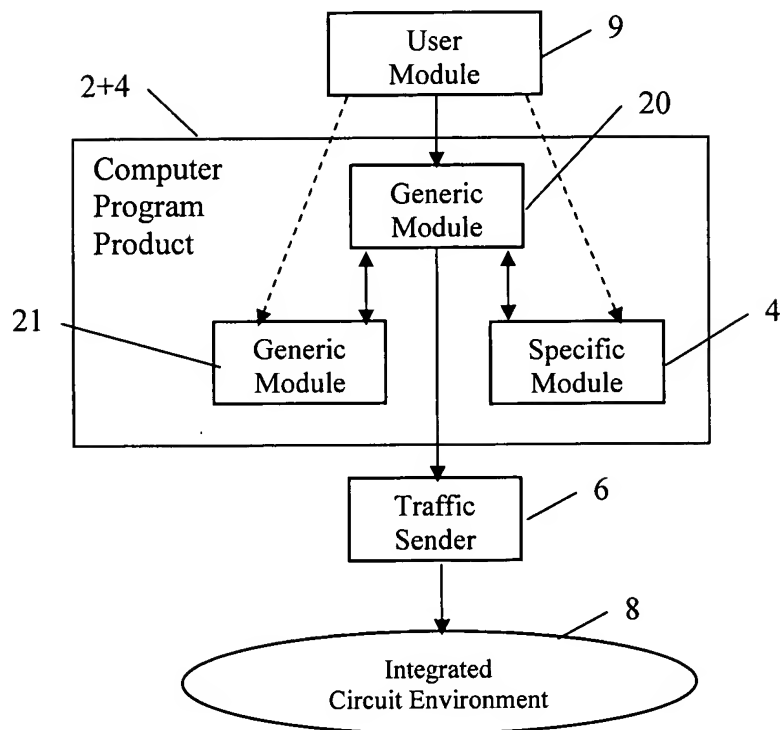 User
Module
9
2+4
20
Computer
Program
Product
Generic
Module
21
Generic
Module
Specific
Module
4
Traffic
Sender
6
8
Integrated
Circuit Environment